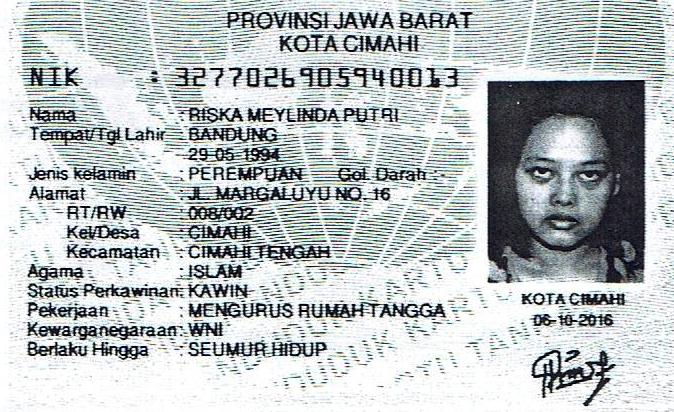 PROVINSI JAWA BARAT
KOTA CIMAHI
NIK : 3277026905940013
Nama : RISKA MEYLINDA PUTRI
Tempat/Tgl Lahir : BANDUNG
29-05-1994
Jenis kelamin : PEREMPUAN Gol. Darah : -
Alamat : JL. MARGALUYU NO. 16
RT/RW : 008/002
Kel/Desa : CIMAHI
Kecamatan : CIMAHI TENGAH
Agama : ISLAM
Status Perkawinan: KAWIN
Pekerjaan : MENGURUS RUMAH TANGGA
Kewarganegaraan: WNI
Berlaku Hingga : SEUMUR HIDUP
KOTA CIMAHI
06-10-2016